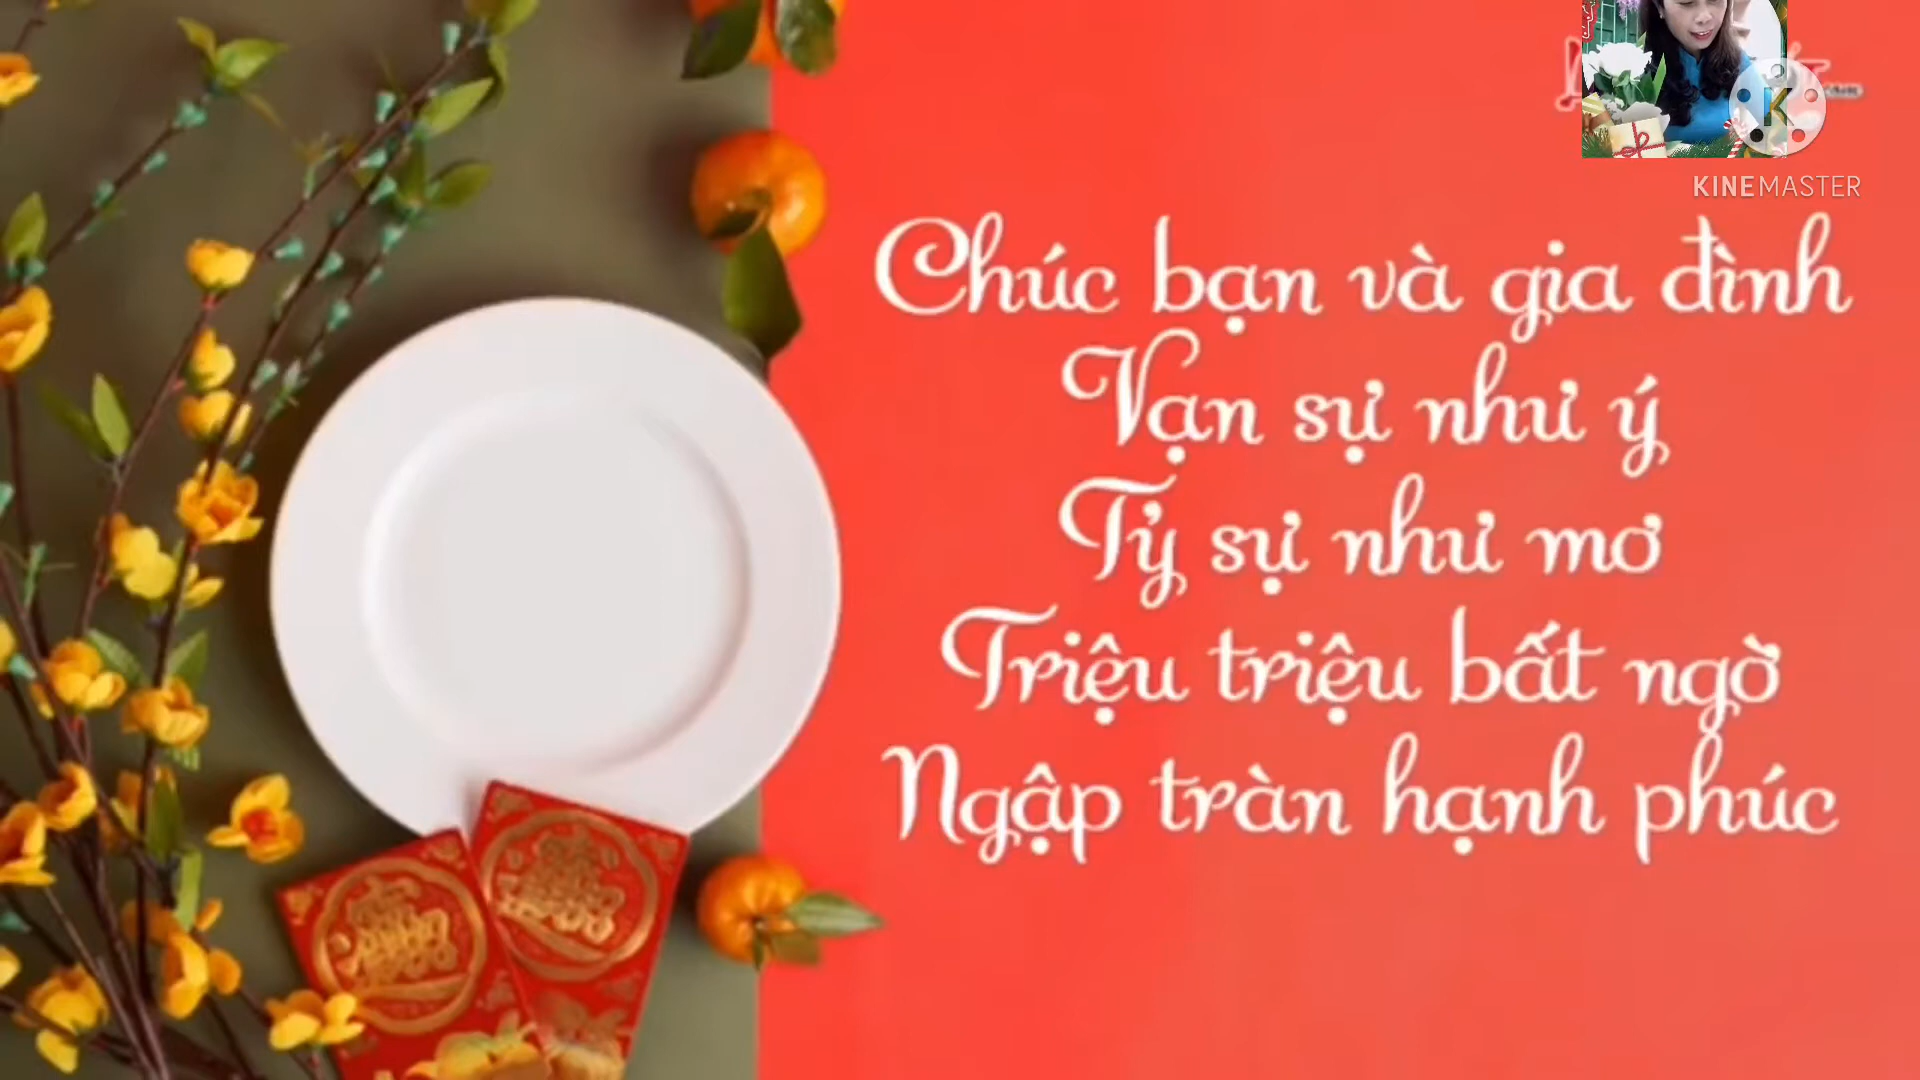 KINEMASTER
Chúc bạn và gia đình
Vạn sự như ý
Tỷ sự như mơ
Triệu triệu bất ngờ
Ngập tràn hạnh phúc